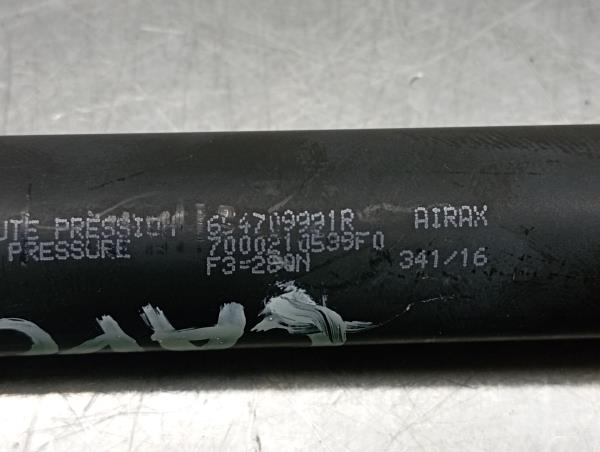 UTE PRESSION 654709991R AIRAX
PRESSURE 7000210539F0
F3=280N 341/16